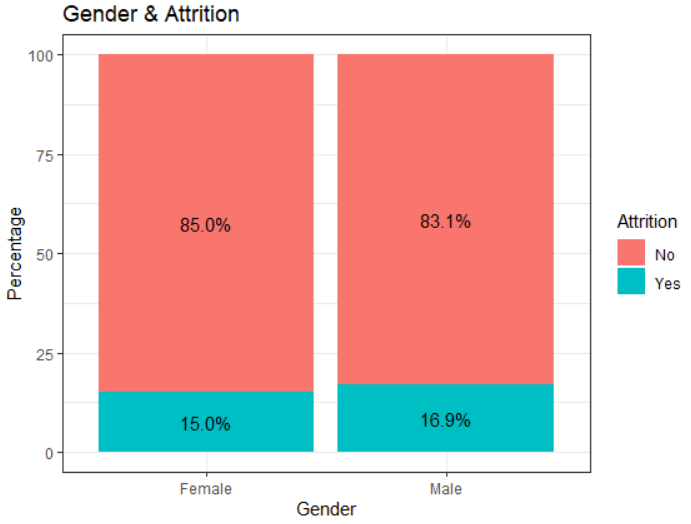 Gender & Attrition
100
75
50
25
0
Percentage
85.0%
83.1%
15.0%
16.9%
Female
Male
Gender
Attrition
No
Yes